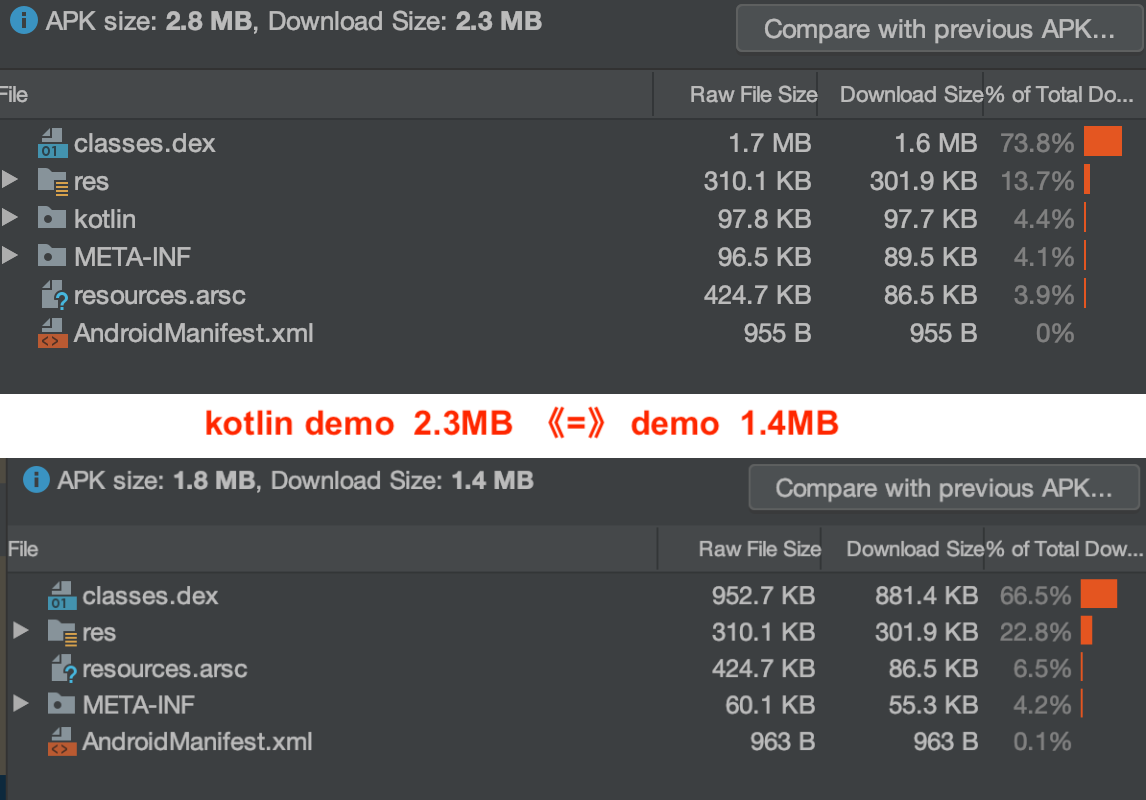 APK size: 2.8 MB, Download Size: 2.3 MB
Compare with previous APK...
File Raw File Size Download Size % of Total Do...
classes.dex 1.7 MB 1.6 MB 73.8%
res 310.1 KB 301.9 KB 13.7%
kotlin 97.8 KB 97.7 KB 4.4%
META-INF 96.5 KB 89.5 KB 4.1%
resources.arsc 424.7 KB 86.5 KB 3.9%
AndroidManifest.xml 955 B 955 B 0%
kotlin demo 2.3MB 《=》 demo 1.4MB
APK size: 1.8 MB, Download Size: 1.4 MB
Compare with previous APK...
File Raw File Size Download Size % of Total Dow...
classes.dex 952.7 KB 881.4 KB 66.5%
res 310.1 KB 301.9 KB 22.8%
resources.arsc 424.7 KB 86.5 KB 6.5%
META-INF 60.1 KB 55.3 KB 4.2%
AndroidManifest.xml 963 B 963 B 0.1%